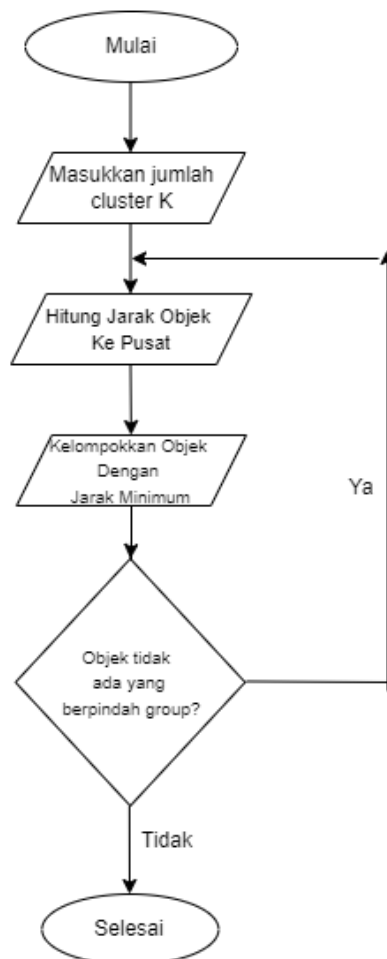 Mulai
Masukkan jumlah
cluster K
Hitung Jarak Objek
Ke Pusat
Kelompokkan Objek
Dengan
Jarak Minimum
Ya
Objek tidak
ada yang
berpindah group?
Tidak
Selesai